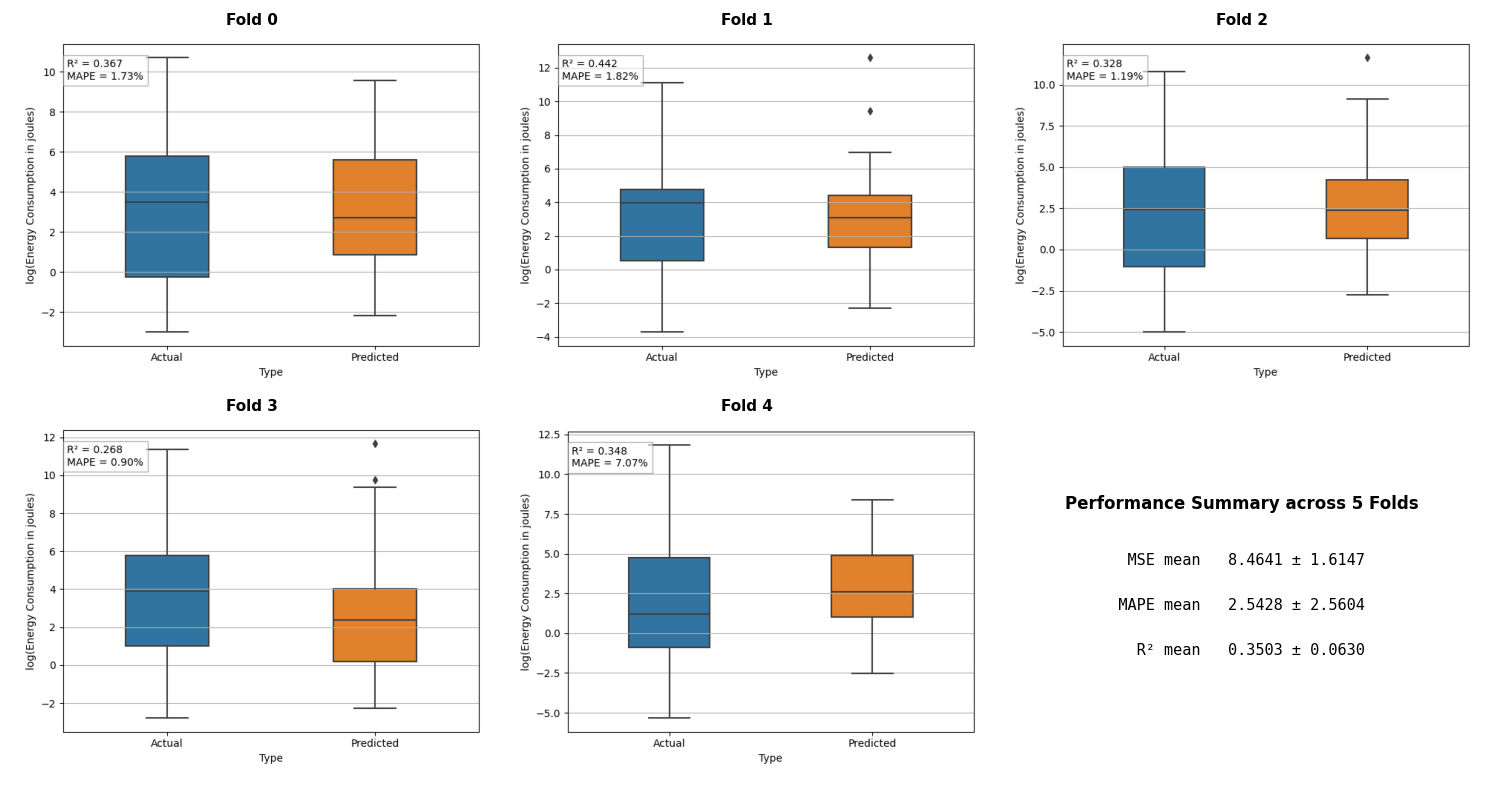 Fold 0
R² = 0.367
MAPE = 1.73%
10
8
6
4
2
0
−2
log(Energy Consumption in joules)
Actual
Predicted
Type
Fold 1
R² = 0.442
MAPE = 1.82%
12
10
8
6
4
2
0
−2
−4
log(Energy Consumption in joules)
Actual
Predicted
Type
Fold 2
R² = 0.328
MAPE = 1.19%
10.0
7.5
5.0
2.5
0.0
−2.5
−5.0
log(Energy Consumption in joules)
Actual
Predicted
Type
Fold 3
R² = 0.268
MAPE = 0.90%
12
10
8
6
4
2
0
−2
log(Energy Consumption in joules)
Actual
Predicted
Type
Fold 4
R² = 0.348
MAPE = 7.07%
12.5
10.0
7.5
5.0
2.5
0.0
−2.5
−5.0
log(Energy Consumption in joules)
Actual
Predicted
Type
Performance Summary across 5 Folds
MSE mean 8.4641 ± 1.6147
MAPE mean 2.5428 ± 2.5604
R² mean 0.3503 ± 0.0630